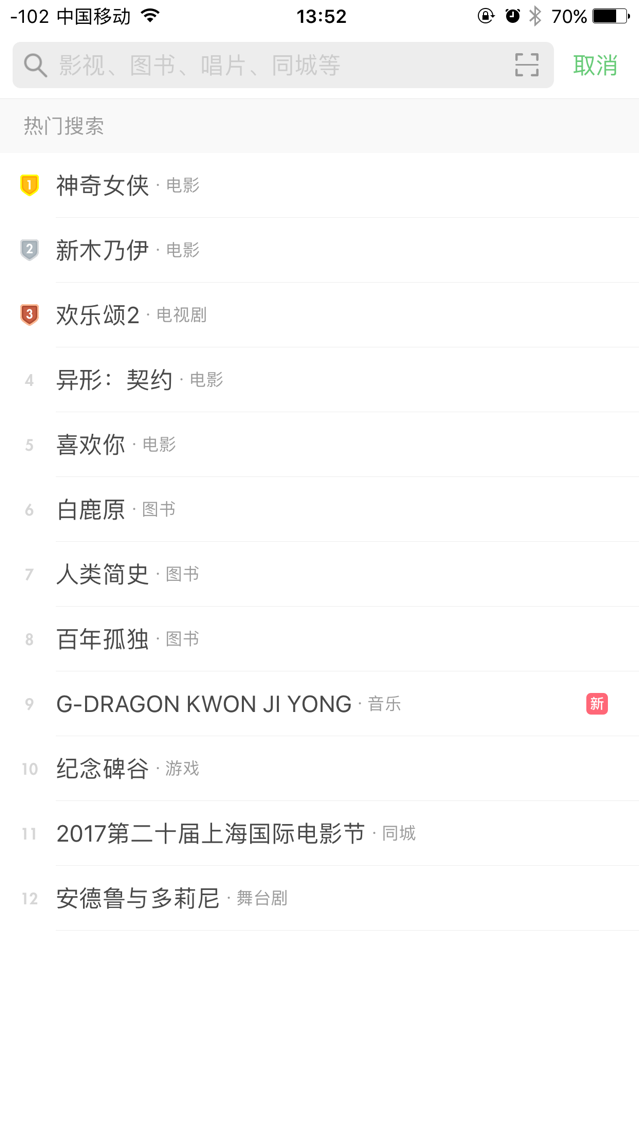 -102 中国移动 13:52 70%
影视、图书、唱片、同城等 取消
热门搜索
1 神奇女侠 · 电影
2 新木乃伊 · 电影
3 欢乐颂2 · 电视剧
4 异形：契约 · 电影
5 喜欢你 · 电影
6 白鹿原 · 图书
7 人类简史 · 图书
8 百年孤独 · 图书
9 G-DRAGON KWON JI YONG · 音乐 新
10 纪念碑谷 · 游戏
11 2017第二十届上海国际电影节 · 同城
12 安德鲁与多莉尼 · 舞台剧